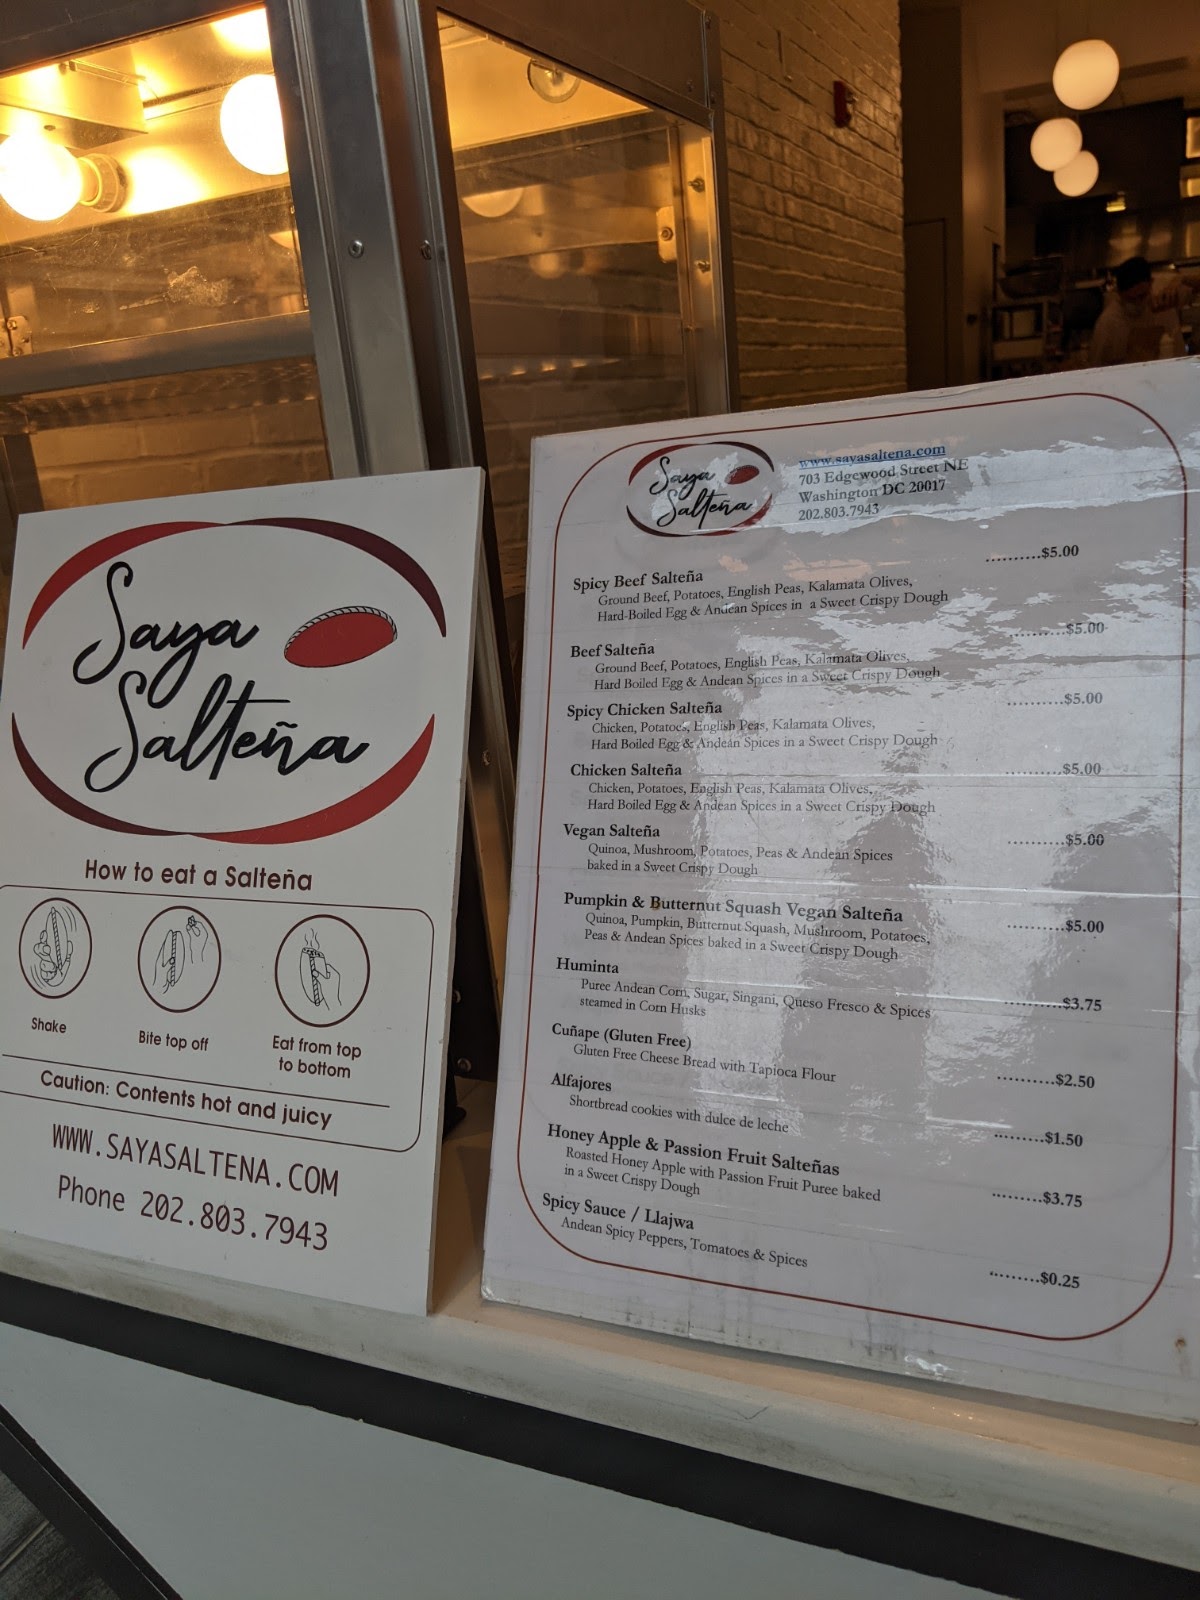 Saya
Salteña
How to eat a Salteña
Shake
Bite top off
Eat from top
to bottom
Caution: Contents hot and juicy
WWW.SAYASALTENA.COM
Phone 202.803.7943
Saya
Salteña
www.sayasaltena.com
703 Edgewood Street NE
Washington DC 20017
202.803.7943
Spicy Beef Salteña ..........$5.00
Ground Beef, Potatoes, English Peas, Kalamata Olives,
Hard-Boiled Egg & Andean Spices in a Sweet Crispy Dough
Beef Salteña ..........$5.00
Ground Beef, Potatoes, English Peas, Kalamata Olives,
Hard Boiled Egg & Andean Spices in a Sweet Crispy Dough
Spicy Chicken Salteña ..........$5.00
Chicken, Potatoes, English Peas, Kalamata Olives,
Hard Boiled Egg & Andean Spices in a Sweet Crispy Dough
Chicken Salteña ..........$5.00
Chicken, Potatoes, English Peas, Kalamata Olives,
Hard Boiled Egg & Andean Spices in a Sweet Crispy Dough
Vegan Salteña ..........$5.00
Quinoa, Mushroom, Potatoes, Peas & Andean Spices
baked in a Sweet Crispy Dough
Pumpkin & Butternut Squash Vegan Salteña ..........$5.00
Quinoa, Pumpkin, Butternut Squash, Mushroom, Potatoes,
Peas & Andean Spices baked in a Sweet Crispy Dough
Huminta ..........$3.75
Puree Andean Corn, Sugar, Singani, Queso Fresco & Spices
steamed in Corn Husks
Cuñape (Gluten Free) ..........$2.50
Gluten Free Cheese Bread with Tapioca Flour
Alfajores ..........$1.50
Shortbread cookies with dulce de leche
Honey Apple & Passion Fruit Salteñas ..........$3.75
Roasted Honey Apple with Passion Fruit Puree baked
in a Sweet Crispy Dough
Spicy Sauce / Llajwa ..........$0.25
Andean Spicy Peppers, Tomatoes & Spices